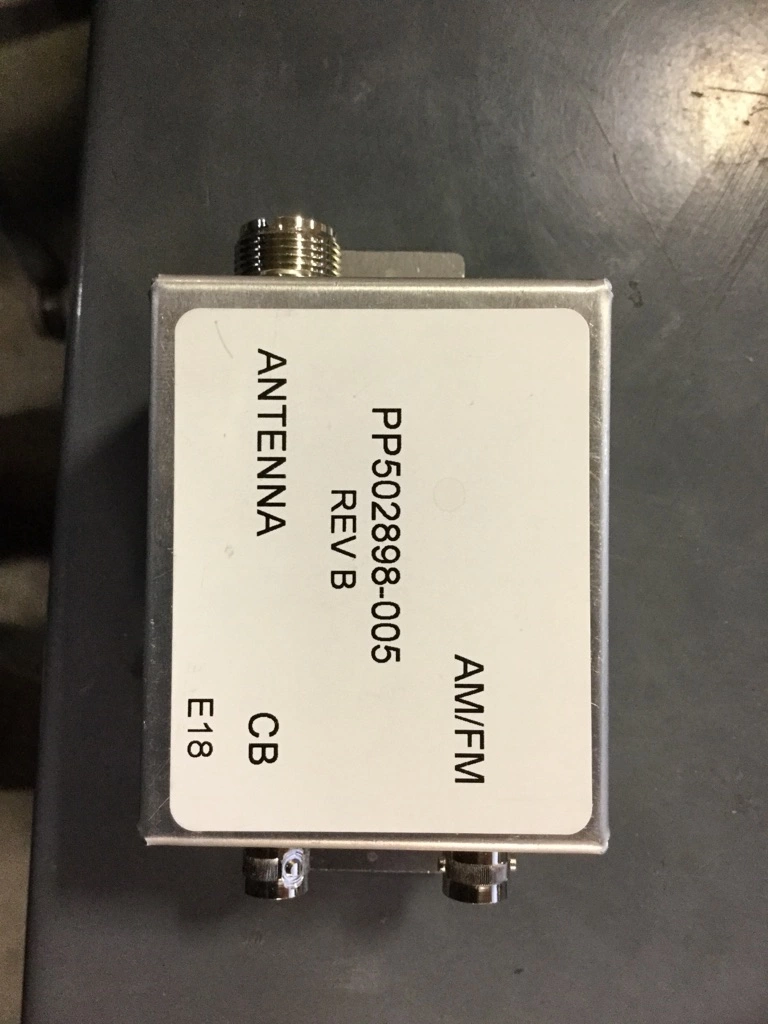 AM/FM
PP502898-005
REV B
ANTENNA CB
E18